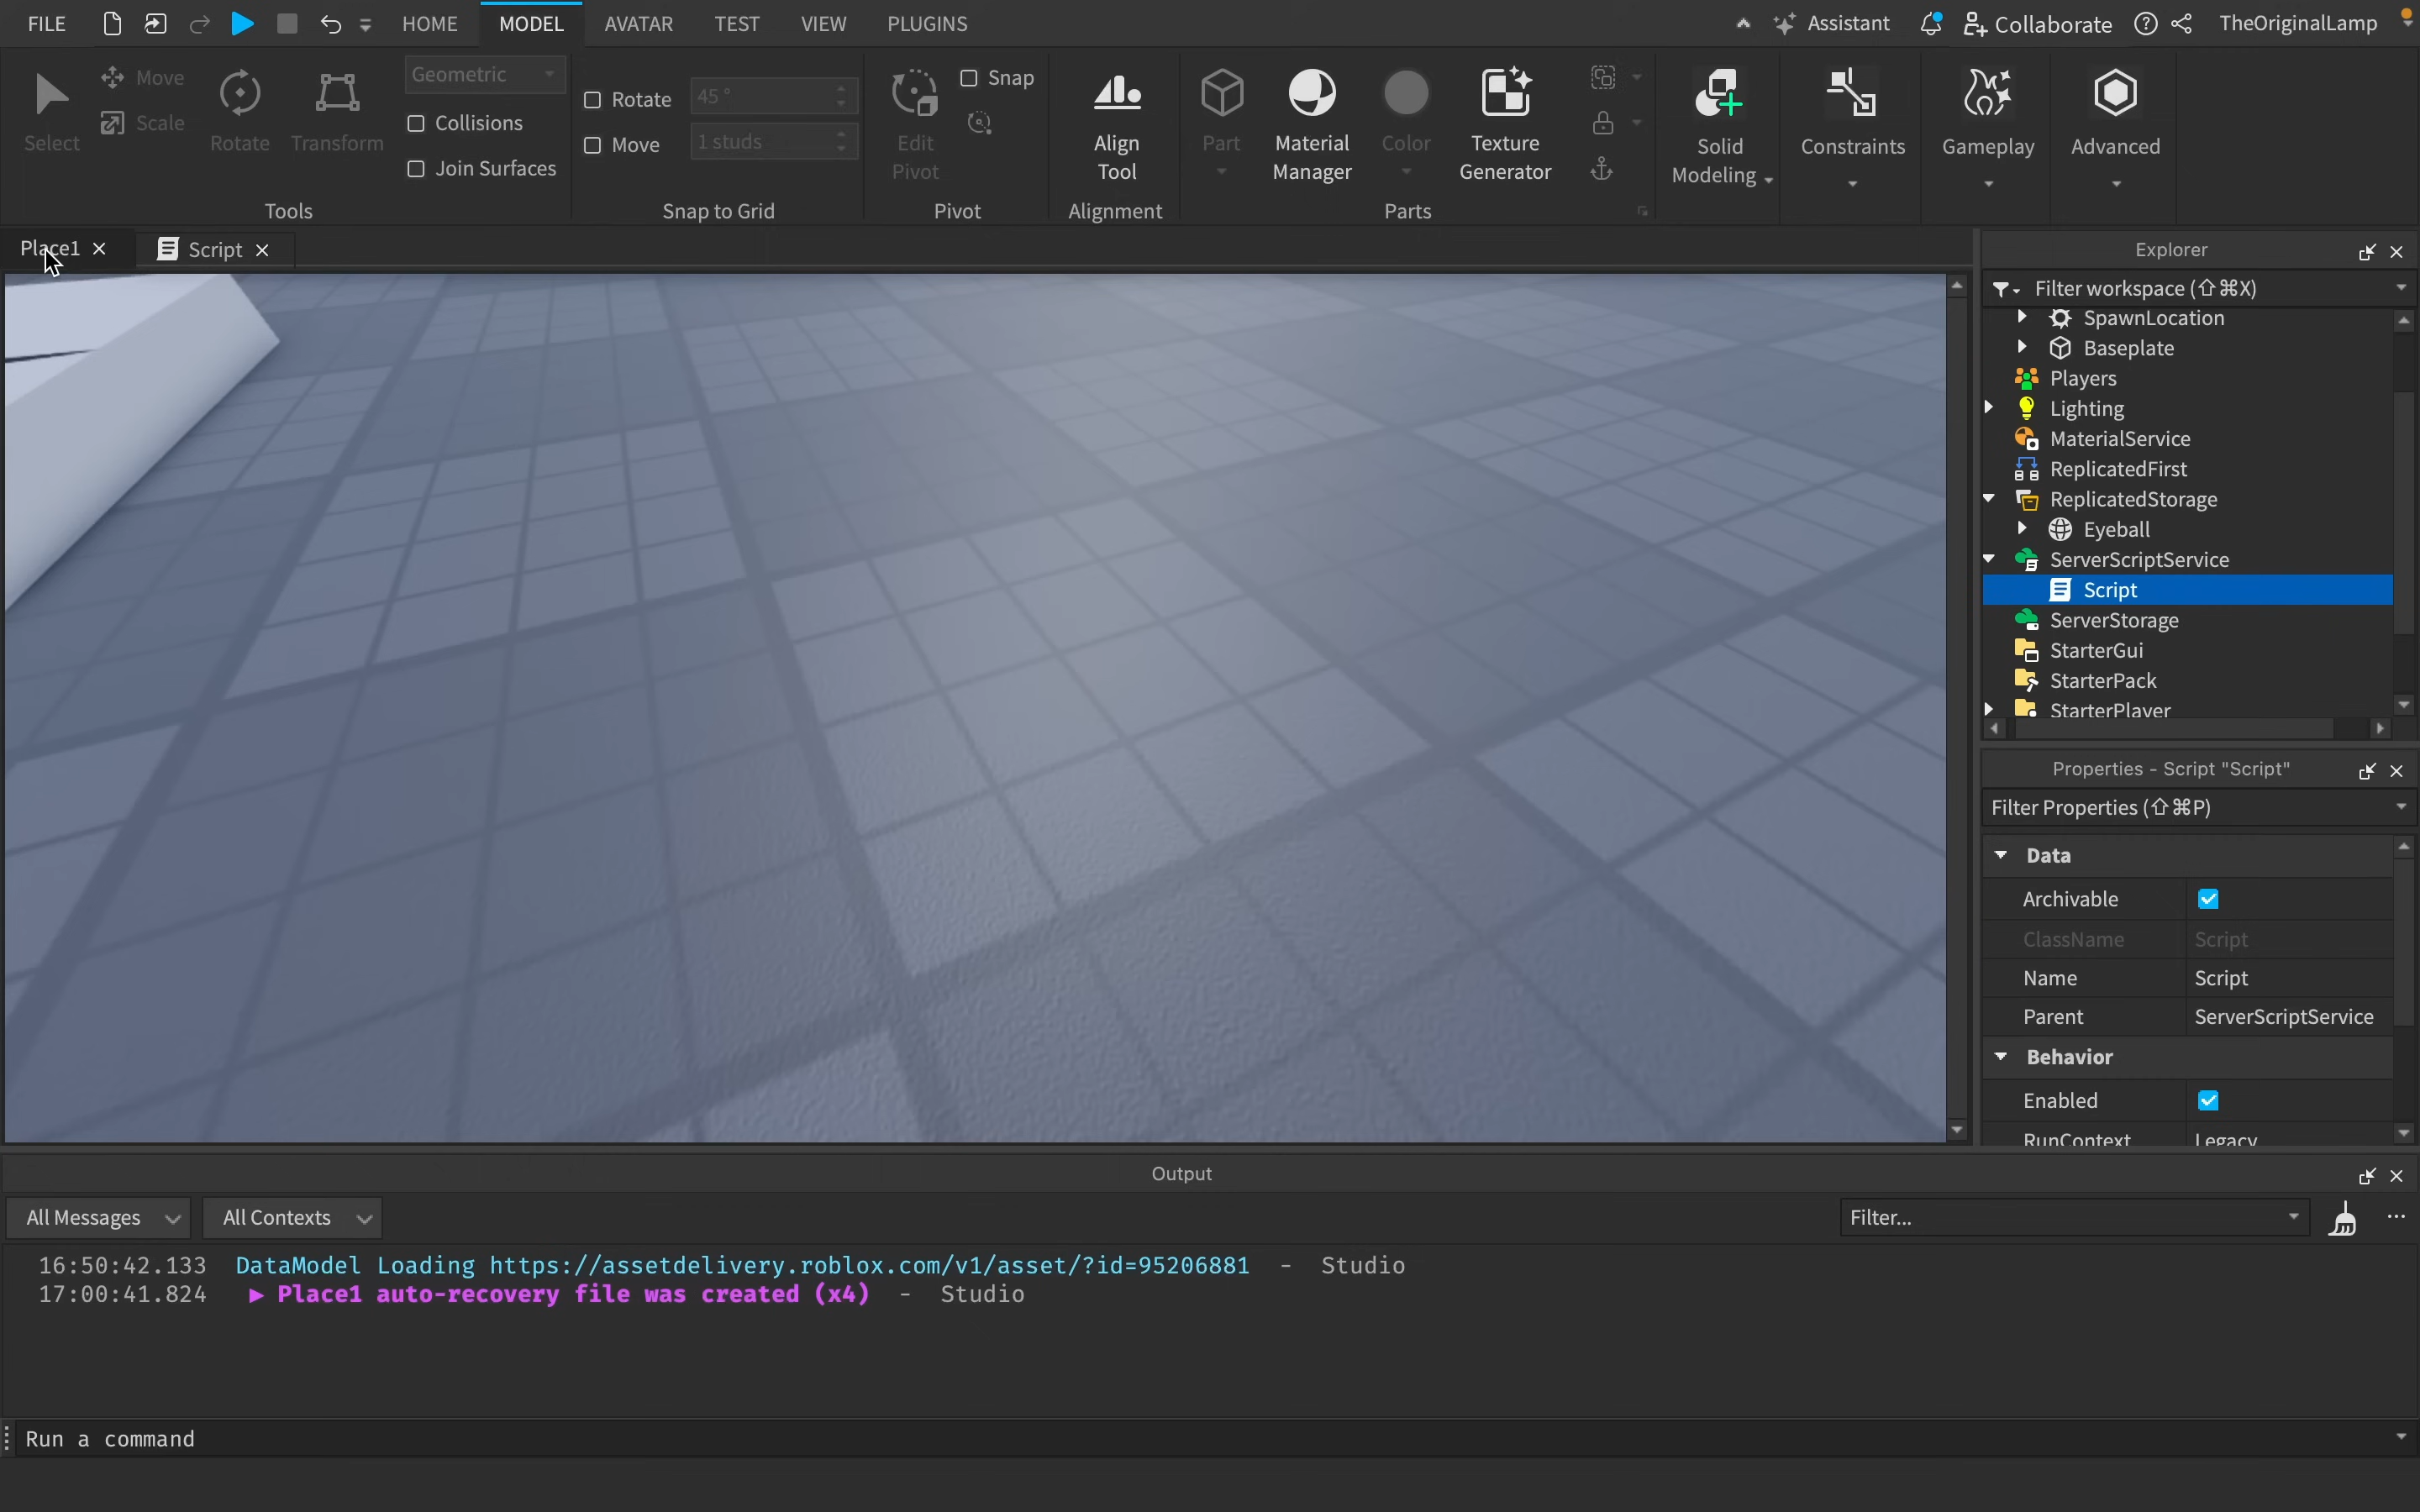 FILE HOME MODEL AVATAR TEST VIEW PLUGINS Assistant Collaborate TheOriginalLamp
Select
Move
Scale
Rotate
Transform
Geometric
Collisions
Join Surfaces
Tools
Rotate 45 °
Move 1 studs
Snap to Grid
Edit
Pivot
Snap
Pivot
Align
Tool
Alignment
Part
Material
Manager
Color
Texture
Generator
Parts
Solid
Modeling
Constraints
Gameplay
Advanced
Place1
Script
Explorer
Filter workspace (⇧⌘X)
SpawnLocation
Baseplate
Players
Lighting
MaterialService
ReplicatedFirst
ReplicatedStorage
Eyeball
ServerScriptService
Script
ServerStorage
StarterGui
StarterPack
StarterPlayer
Properties - Script "Script"
Filter Properties (⇧⌘P)
Data
Archivable
ClassName Script
Name Script
Parent ServerScriptService
Behavior
Enabled
RunContext Legacy
Output
All Messages All Contexts Filter...
16:50:42.133 DataModel Loading https://assetdelivery.roblox.com/v1/asset/?id=95206881 - Studio
17:00:41.824 ▶ Place1 auto-recovery file was created (x4) - Studio
Run a command